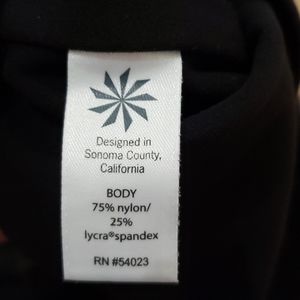 Designed in
Sonoma County,
California
BODY
75% nylon/
25%
lycra®spandex
RN #54023